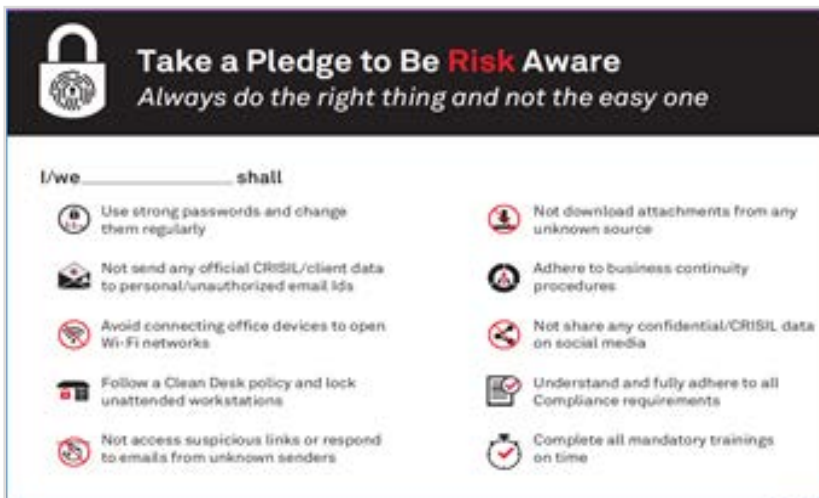 Take a Pledge to Be Risk Aware
Always do the right thing and not the easy one
I/we______________ shall
Use strong passwords and change
them regularly
Not send any official CRISIL/client data
to personal/unauthorized email Ids
Avoid connecting office devices to open
Wi-Fi networks
Follow a Clean Desk policy and lock
unattended workstations
Not access suspicious links or respond
to emails from unknown senders
Not download attachments from any
unknown source
Adhere to business continuity
procedures
Not share any confidential/CRISIL data
on social media
Understand and fully adhere to all
Compliance requirements
Complete all mandatory trainings
on time